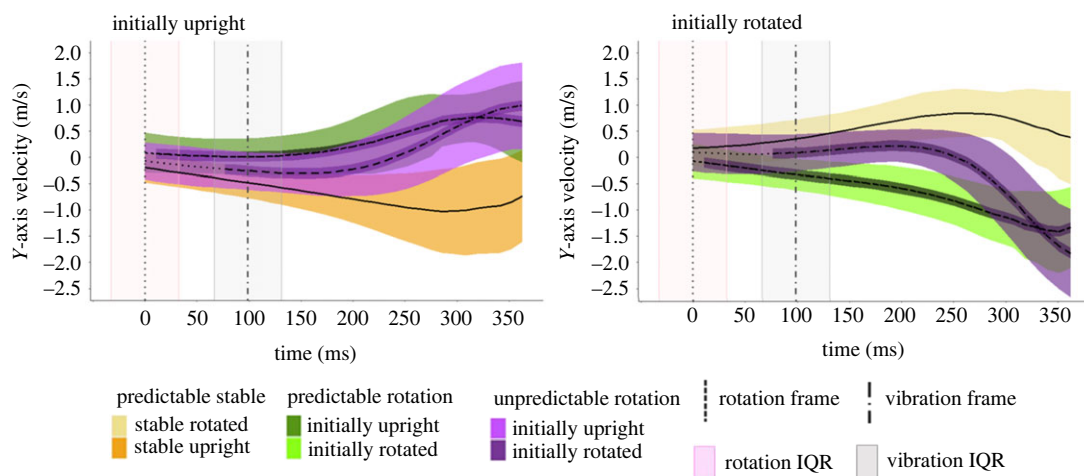 initially upright
initially rotated
Y-axis velocity (m/s)
2.0
1.5
1.0
0.5
0
−0.5
−1.0
−1.5
−2.0
−2.5
0 50 100 150 200 250 300 350
time (ms)
Y-axis velocity (m/s)
2.0
1.5
1.0
0.5
0
−0.5
−1.0
−1.5
−2.0
−2.5
0 50 100 150 200 250 300 350
time (ms)
predictable stable
stable rotated
stable upright
predictable rotation
initially upright
initially rotated
unpredictable rotation
initially upright
initially rotated
rotation frame
vibration frame
rotation IQR
vibration IQR